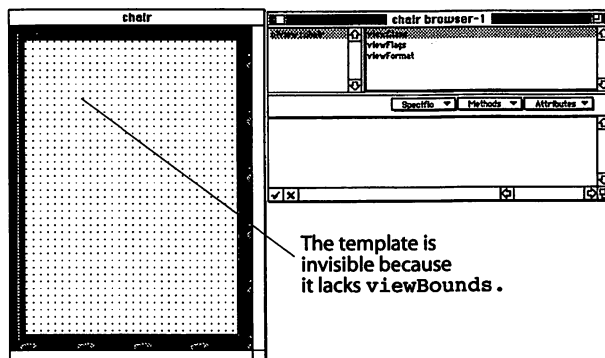 chair
chair browser-1
viewClass
viewFlags
viewFormat
Specific
Methods
Attributes
The template is
invisible because
it lacks viewBounds.